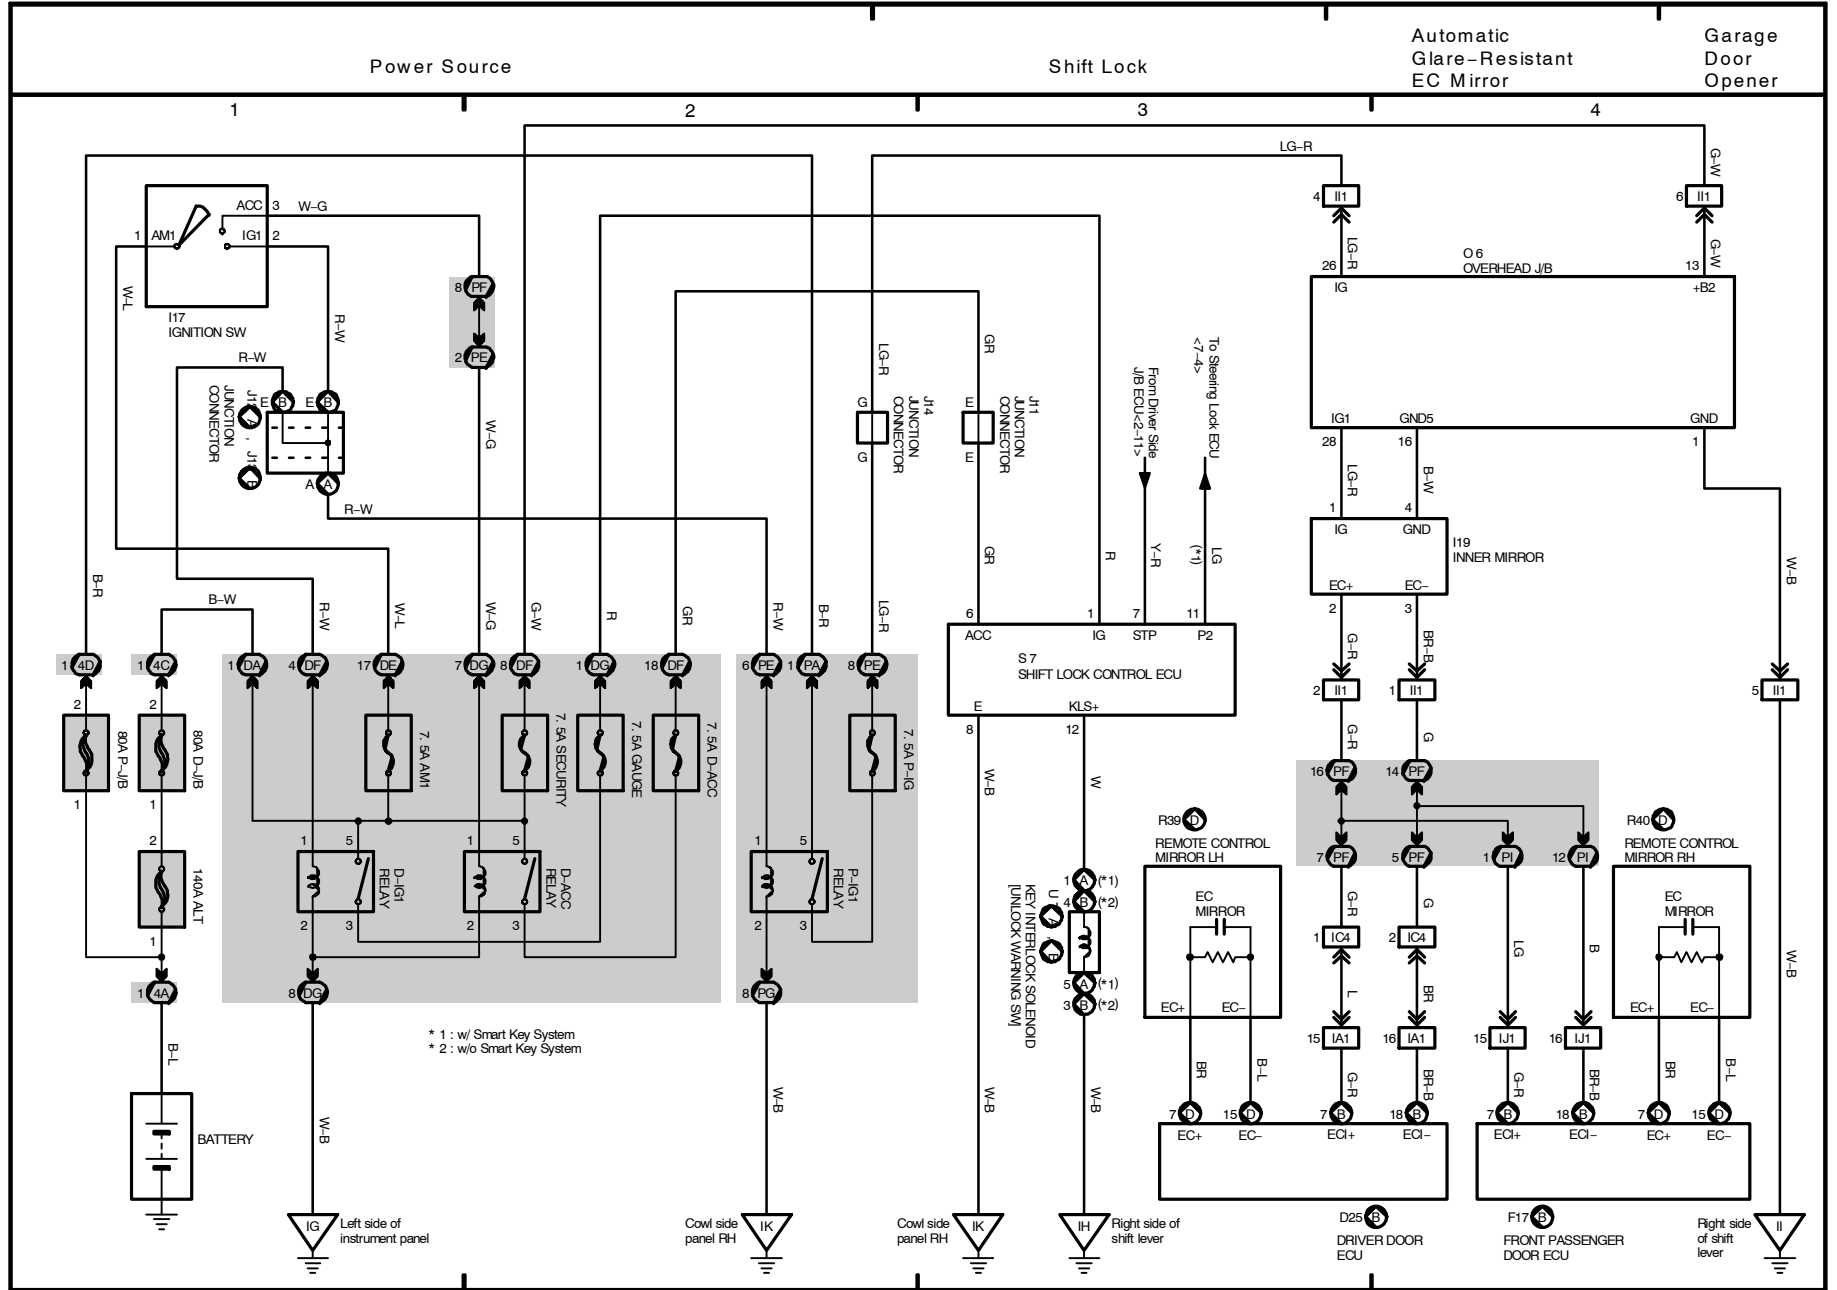 Power Source
Shift Lock
Automatic
Glare-Resistant
EC Mirror
Garage
Door
Opener
1
2
3
4
LG-R
G-W
4 II1
6 II1
LG-R
G-W
ACC 3 W-G
1 AM1
IG1 2
I17
IGNITION SW
W-L
R-W
R-W
8 PF
2 PE
W-G
JUNCTION
CONNECTOR
E B
E B
A A
R-W
LG-R
G
G
J14
JUNCTION
CONNECTOR
GR
E
E
J11
JUNCTION
CONNECTOR
From Driver Side
J/B ECU<2-11>
To Steering Lock ECU
<7-4>
O 6
OVERHEAD J/B
26
IG
13
+B2
IG1
GND5
GND
28
16
1
LG-R
B-W
1
4
IG
GND
I19
INNER MIRROR
EC+
EC-
2
3
G-R
BR-B
2 II1
1 II1
5 II1
W-B
W-B
G-R
G
16 PF
14 PF
7 PF
5 PF
1 PI
12 PI
B-R
B-W
R-W
W-L
W-G
G-W
R
GR
R-W
B-R
LG-R
GR
R
Y-R
LG
(*1)
1 4D
1 4C
1 DA
4 DF
17 DE
7 DG
8 DF
1 DG
18 DF
6 PE
1 PA
8 PE
6
1
7
11
ACC
IG
STP
P2
S 7
SHIFT LOCK CONTROL ECU
E
KLS+
8
12
W-B
W
2
80A P-J/B
1
2
80A D-J/B
1
7. 5A AM1
7. 5A SECURITY
7. 5A GAUGE
7. 5A D-ACC
7. 5A P-IG
2
140A ALT
1
1
5
D-IG1
RELAY
2
3
1
5
D-ACC
RELAY
2
3
1
5
P-IG1
RELAY
2
3
1 4A
8 DG
8 PG
B-L
W-B
W-B
W-B
W-B
* 1 : w/ Smart Key System
* 2 : w/o Smart Key System
1 A (*1)
4 B (*2)
KEY INTERLOCK SOLENOID
[UNLOCK WARNING SW]
5 A (*1)
3 B (*2)
R39 D
REMOTE CONTROL
MIRROR LH
EC
MIRROR
EC+
EC-
BR
B-L
R40 D
REMOTE CONTROL
MIRROR RH
EC
MIRROR
EC+
EC-
BR
B-L
G-R
G
LG
B
1 IC4
2 IC4
L
BR
15 IA1
16 IA1
15 IJ1
16 IJ1
G-R
BR-B
G-R
BR-B
7 D
15 D
7 B
18 B
7 B
18 B
7 D
15 D
EC+
EC-
ECI+
ECI-
ECI+
ECI-
EC+
EC-
D25 B
DRIVER DOOR
ECU
F17 B
FRONT PASSENGER
DOOR ECU
BATTERY
IG
Left side of
instrument panel
Cowl side
panel RH
IK
Cowl side
panel RH
IK
IH
Right side of
shift lever
Right side
of shift
lever
II